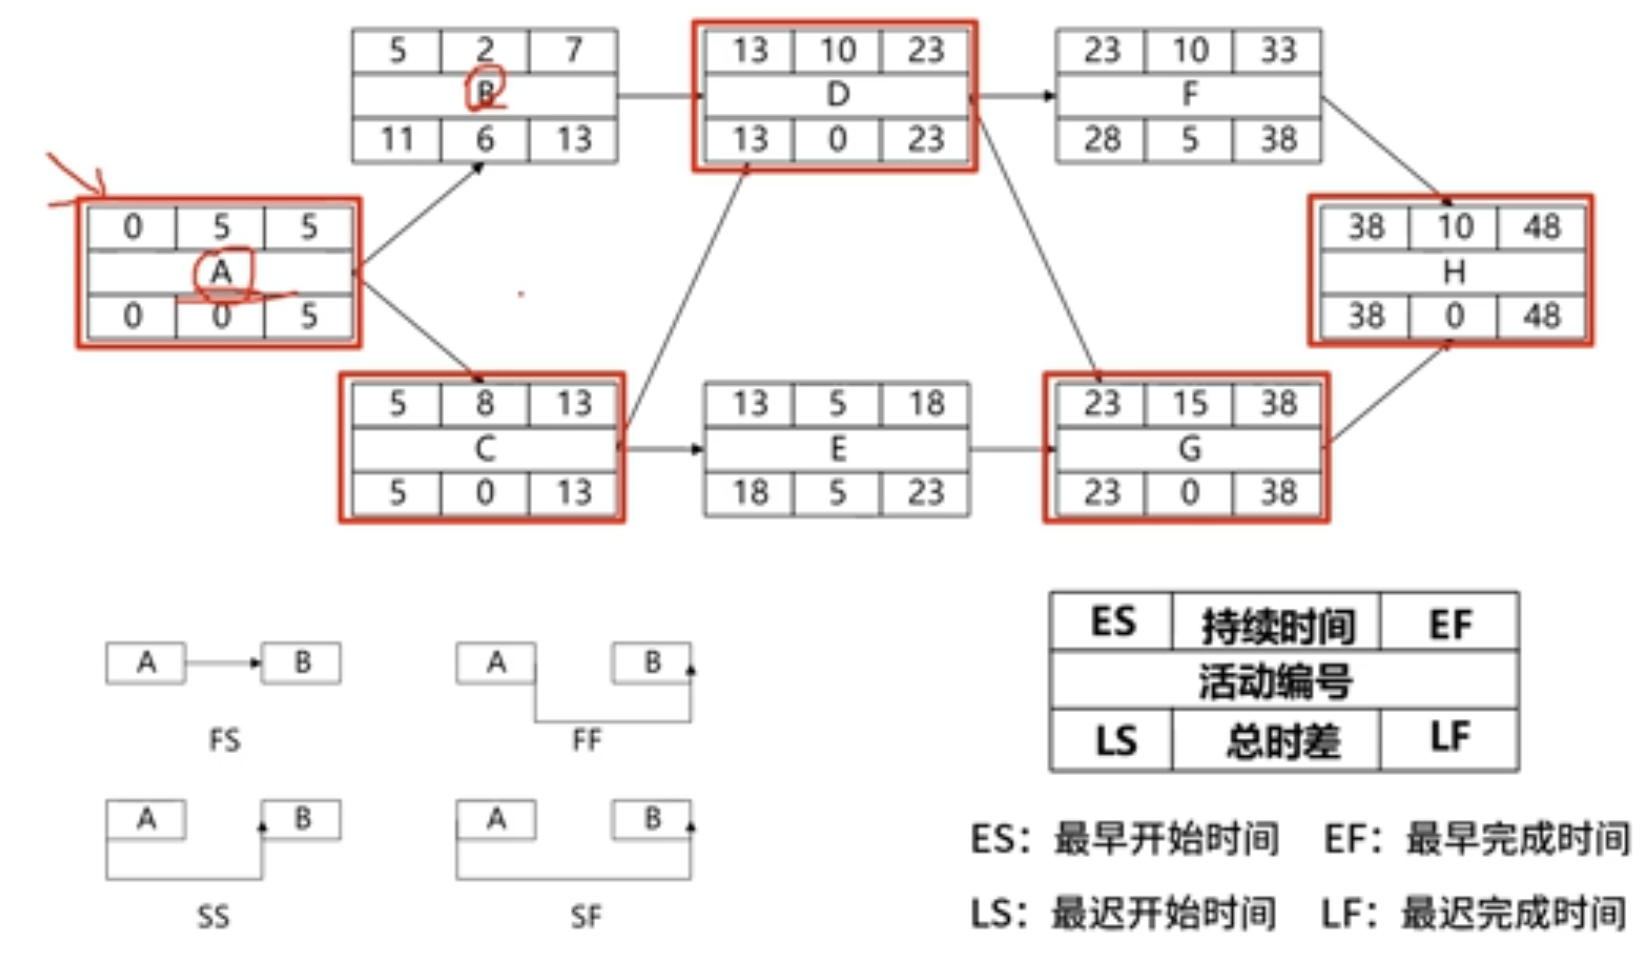 5 2 7
B
11 6 13
13 10 23
D
13 0 23
23 10 33
F
28 5 38
0 5 5
A
0 0 5
38 10 48
H
38 0 48
5 8 13
C
5 0 13
13 5 18
E
18 5 23
23 15 38
G
23 0 38
A B
FS
A B
FF
A B
SS
A B
SF
ES 持续时间 EF
活动编号
LS 总时差 LF
ES：最早开始时间 EF：最早完成时间
LS：最迟开始时间 LF：最迟完成时间